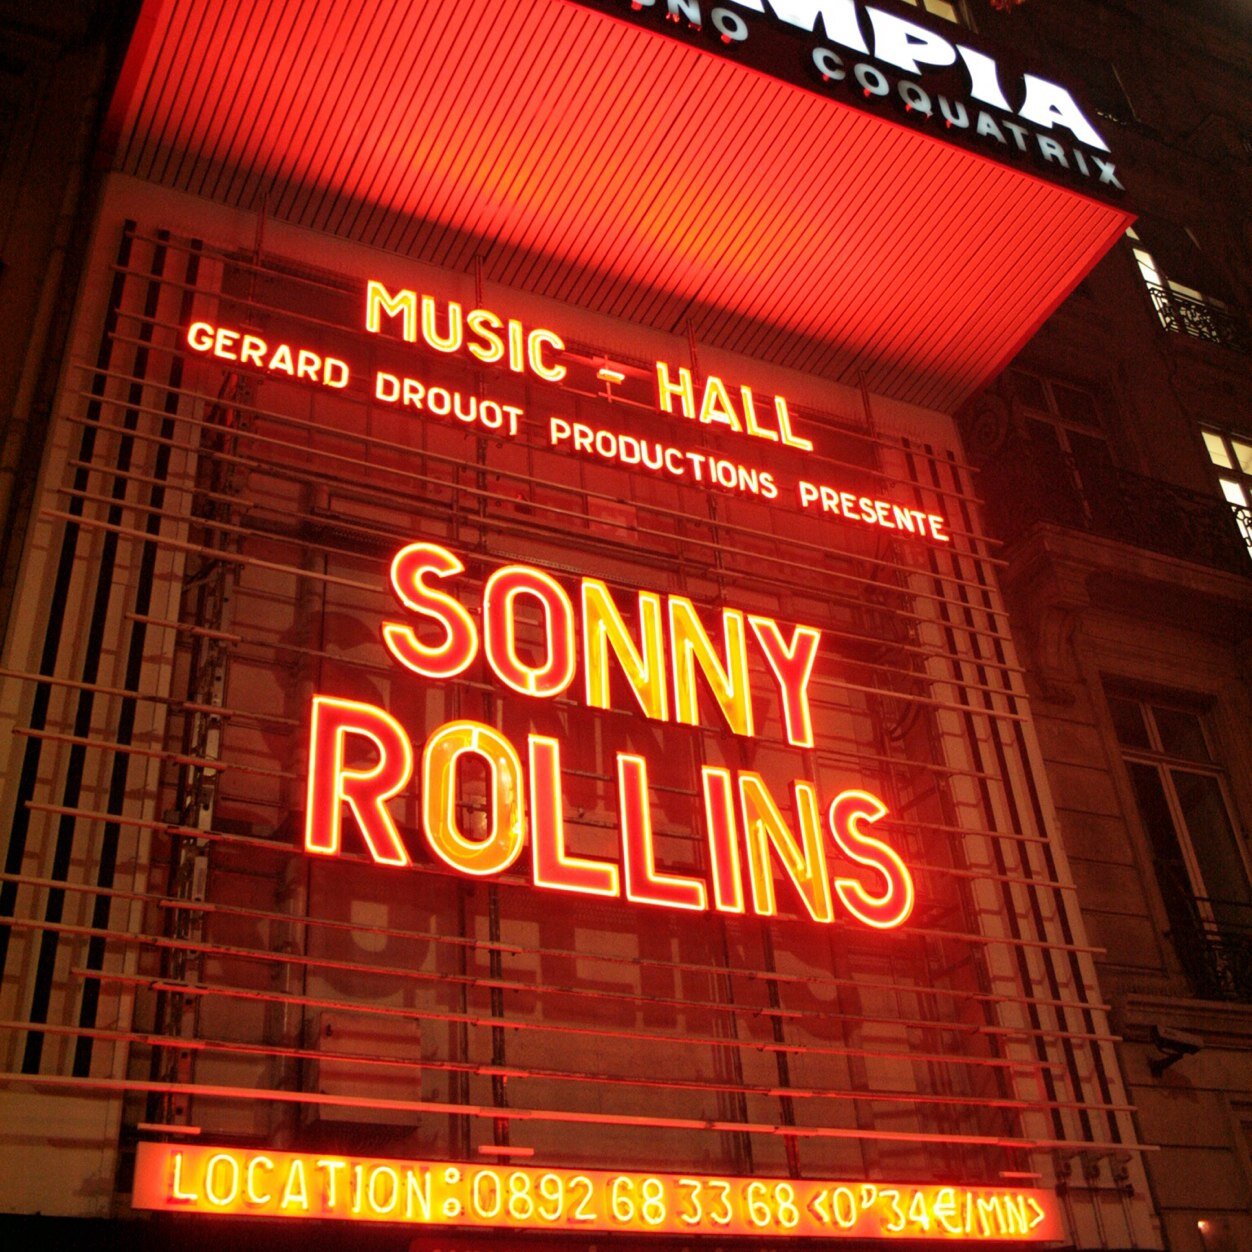 MPIA
COQUATRIX
MUSIC - HALL
GERARD DROUOT PRODUCTIONS PRESENTE
SONNY
ROLLINS
LOCATION: 0892 68 33 68 <0'34€/MN>